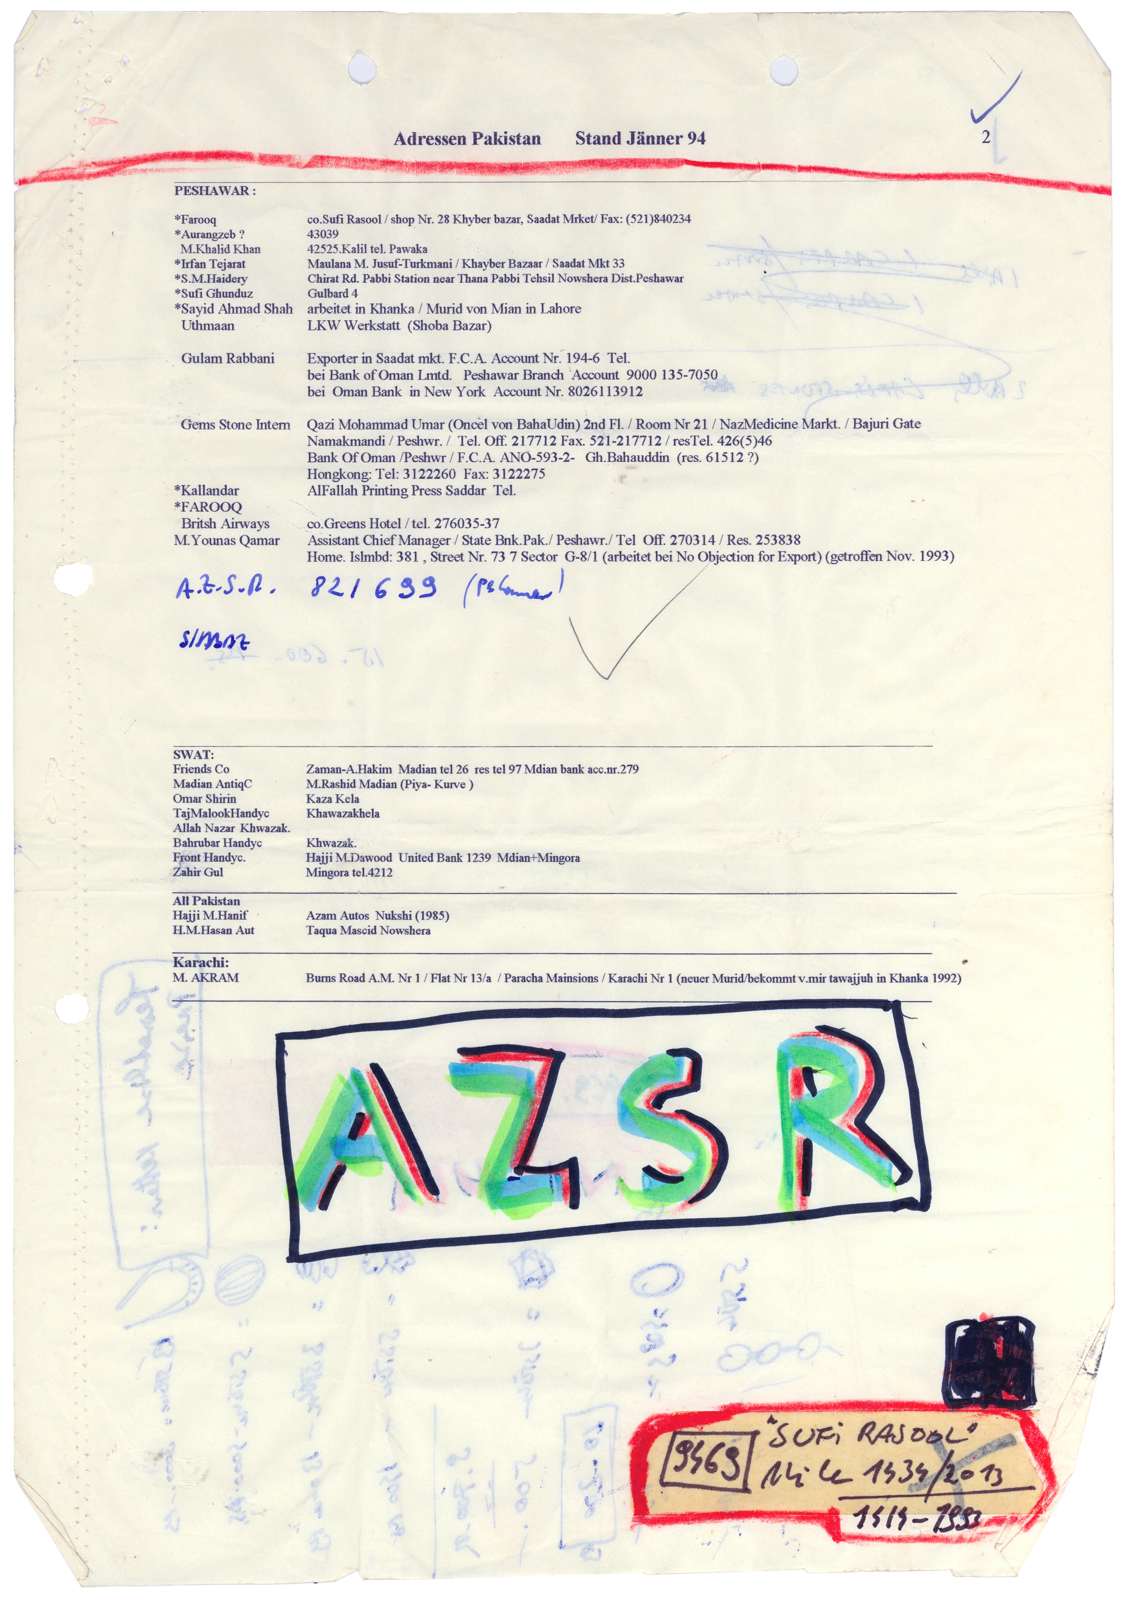 Adressen Pakistan Stand Jänner 94
2
PESHAWAR :
*Farooq co.Sufi Rasool / shop Nr. 28 Khyber bazar, Saadat Mrket/ Fax: (521)840234
*Aurangzeb ? 43039
M.Khalid Khan 42525.Kalil tel. Pawaka
*Irfan Tejarat Maulana M. Jusuf-Turkmani / Khayber Bazaar / Saadat Mkt 33
*S.M.Haidery Chirat Rd. Pabbi Station near Thana Pabbi Tehsil Nowshera Dist.Peshawar
*Sufi Ghunduz Gulbard 4
*Sayid Ahmad Shah arbeitet in Khanka / Murid von Mian in Lahore
Uthmaan LKW Werkstatt (Shoba Bazar)
Gulam Rabbani Exporter in Saadat mkt. F.C.A. Account Nr. 194-6 Tel.
bei Bank of Oman Lmtd. Peshawar Branch Account 9000 135-7050
bei Oman Bank in New York Account Nr. 8026113912
Gems Stone Intern Qazi Mohammad Umar (Oncel von BahaUdin) 2nd Fl. / Room Nr 21 / NazMedicine Markt. / Bajuri Gate
Namakmandi / Peshwr. / Tel. Off. 217712 Fax. 521-217712 / resTel. 426(5)46
Bank Of Oman /Peshwr / F.C.A. ANO-593-2- Gh.Bahauddin (res. 61512 ?)
Hongkong: Tel: 3122260 Fax: 3122275
*Kallandar AlFallah Printing Press Saddar Tel.
*FAROOQ
Britsh Airways co.Greens Hotel / tel. 276035-37
M.Younas Qamar Assistant Chief Manager / State Bnk.Pak./ Peshawr./ Tel Off. 270314 / Res. 253838
Home. Islmbd: 381 , Street Nr. 73 7 Sector G-8/1 (arbeitet bei No Objection for Export) (getroffen Nov. 1993)
A.Z.S.R. 821699
SWAT:
Friends Co Zaman-A.Hakim Madian tel 26 res tel 97 Mdian bank acc.nr.279
Madian AntiqC M.Rashid Madian (Piya- Kurve )
Omar Shirin Kaza Kela
TajMalookHandyc Khawazakhela
Allah Nazar Khwazak.
Bahrubar Handyc Khwazak.
Front Handyc. Hajji M.Dawood United Bank 1239 Mdian+Mingora
Zahir Gul Mingora tel.4212
All Pakistan
Hajji M.Hanif Azam Autos Nukshi (1985)
H.M.Hasan Aut Taqua Mascid Nowshera
Karachi:
M. AKRAM Burns Road A.M. Nr 1 / Flat Nr 13/a / Paracha Mainsions / Karachi Nr 1 (neuer Murid/bekommt v.mir tawajjuh in Khanka 1992)
AZSR
9469 "SUFI RASOOL"
1434/2013
1414-1993